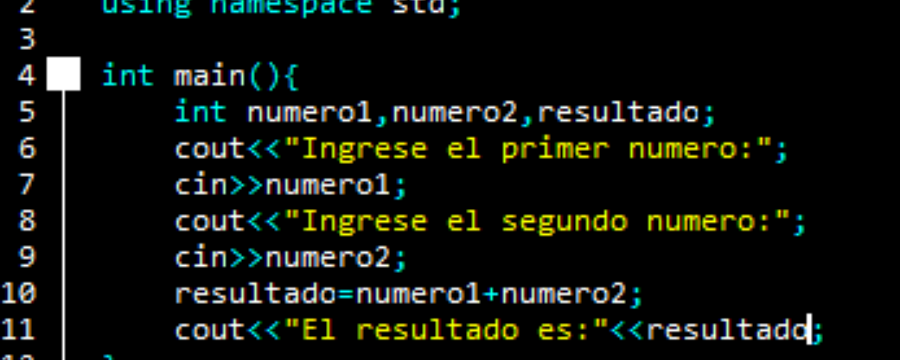 2 using namespace std;
3
4 int main(){
5 int numero1,numero2,resultado;
6 cout<<"Ingrese el primer numero:";
7 cin>>numero1;
8 cout<<"Ingrese el segundo numero:";
9 cin>>numero2;
10 resultado=numero1+numero2;
11 cout<<"El resultado es:"<<resultado;